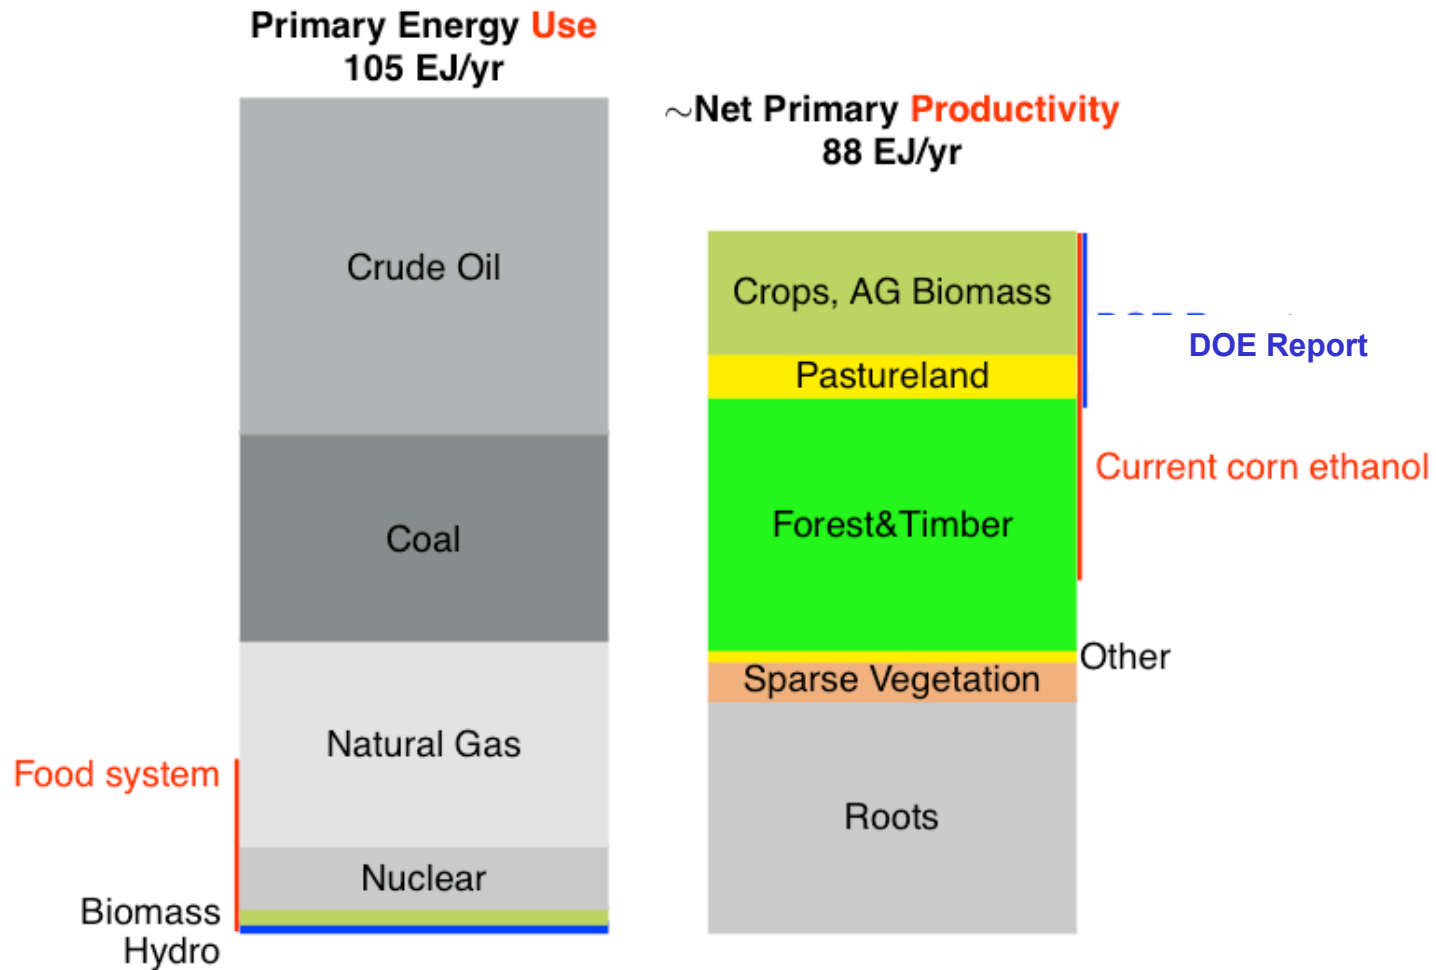 Primary Energy Use
105 EJ/yr
~Net Primary Productivity
88 EJ/yr
Crude Oil
Coal
Natural Gas
Nuclear
Food system
Biomass
Hydro
Crops, AG Biomass
Pastureland
Forest&Timber
Other
Sparse Vegetation
Roots
DOE Report
Current corn ethanol